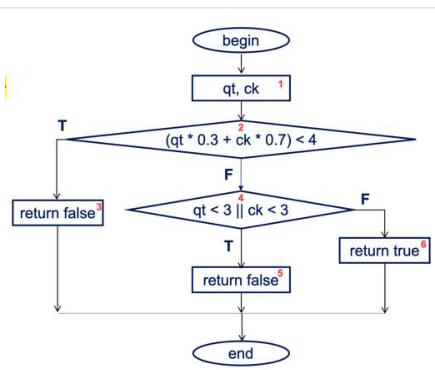 begin
qt, ck 1
2
T
(qt * 0.3 + ck * 0.7) < 4
F
4
return false 3
qt < 3 || ck < 3
F
T
return true 6
return false 5
end